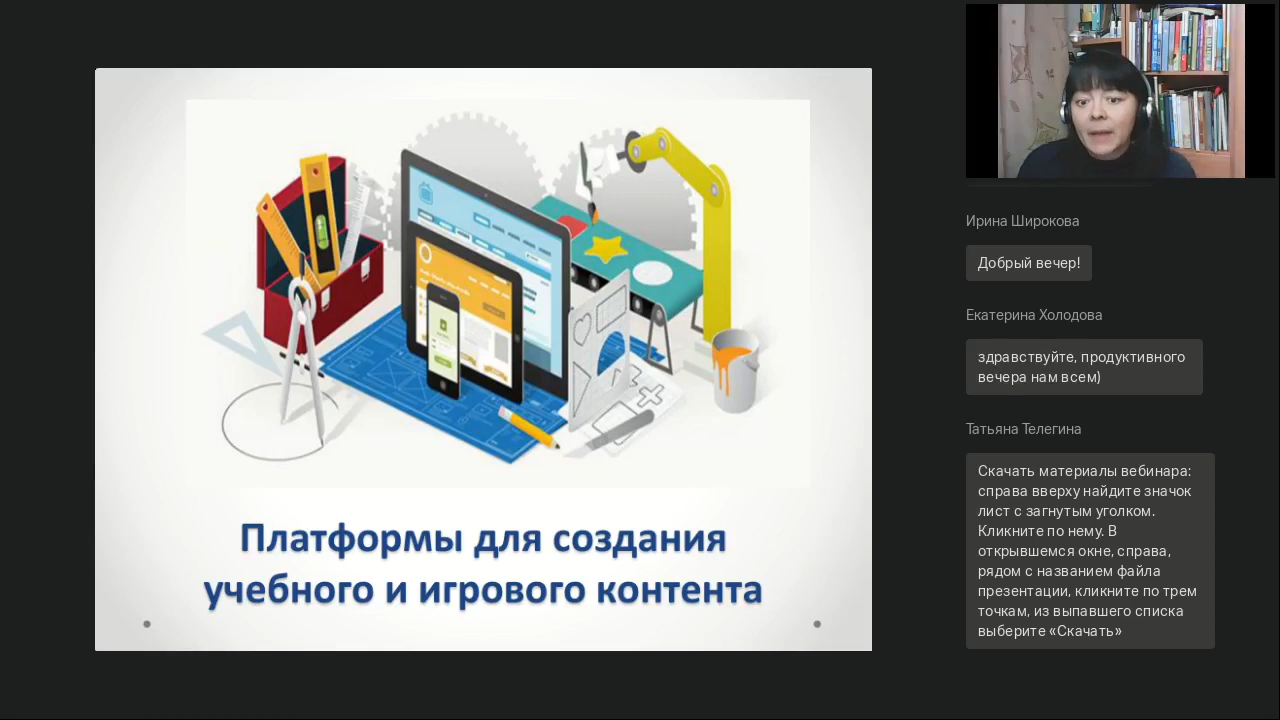 Платформы для создания
учебного и игрового контента
Ирина Широкова
Добрый вечер!
Екатерина Холодова
здравствуйте, продуктивного
вечера нам всем)
Татьяна Телегина
Скачать материалы вебинара:
справа вверху найдите значок
лист с загнутым уголком.
Кликните по нему. В
открывшемся окне, справа,
рядом с названием файла
презентации, кликните по трем
точкам, из выпавшего списка
выберите «Скачать»